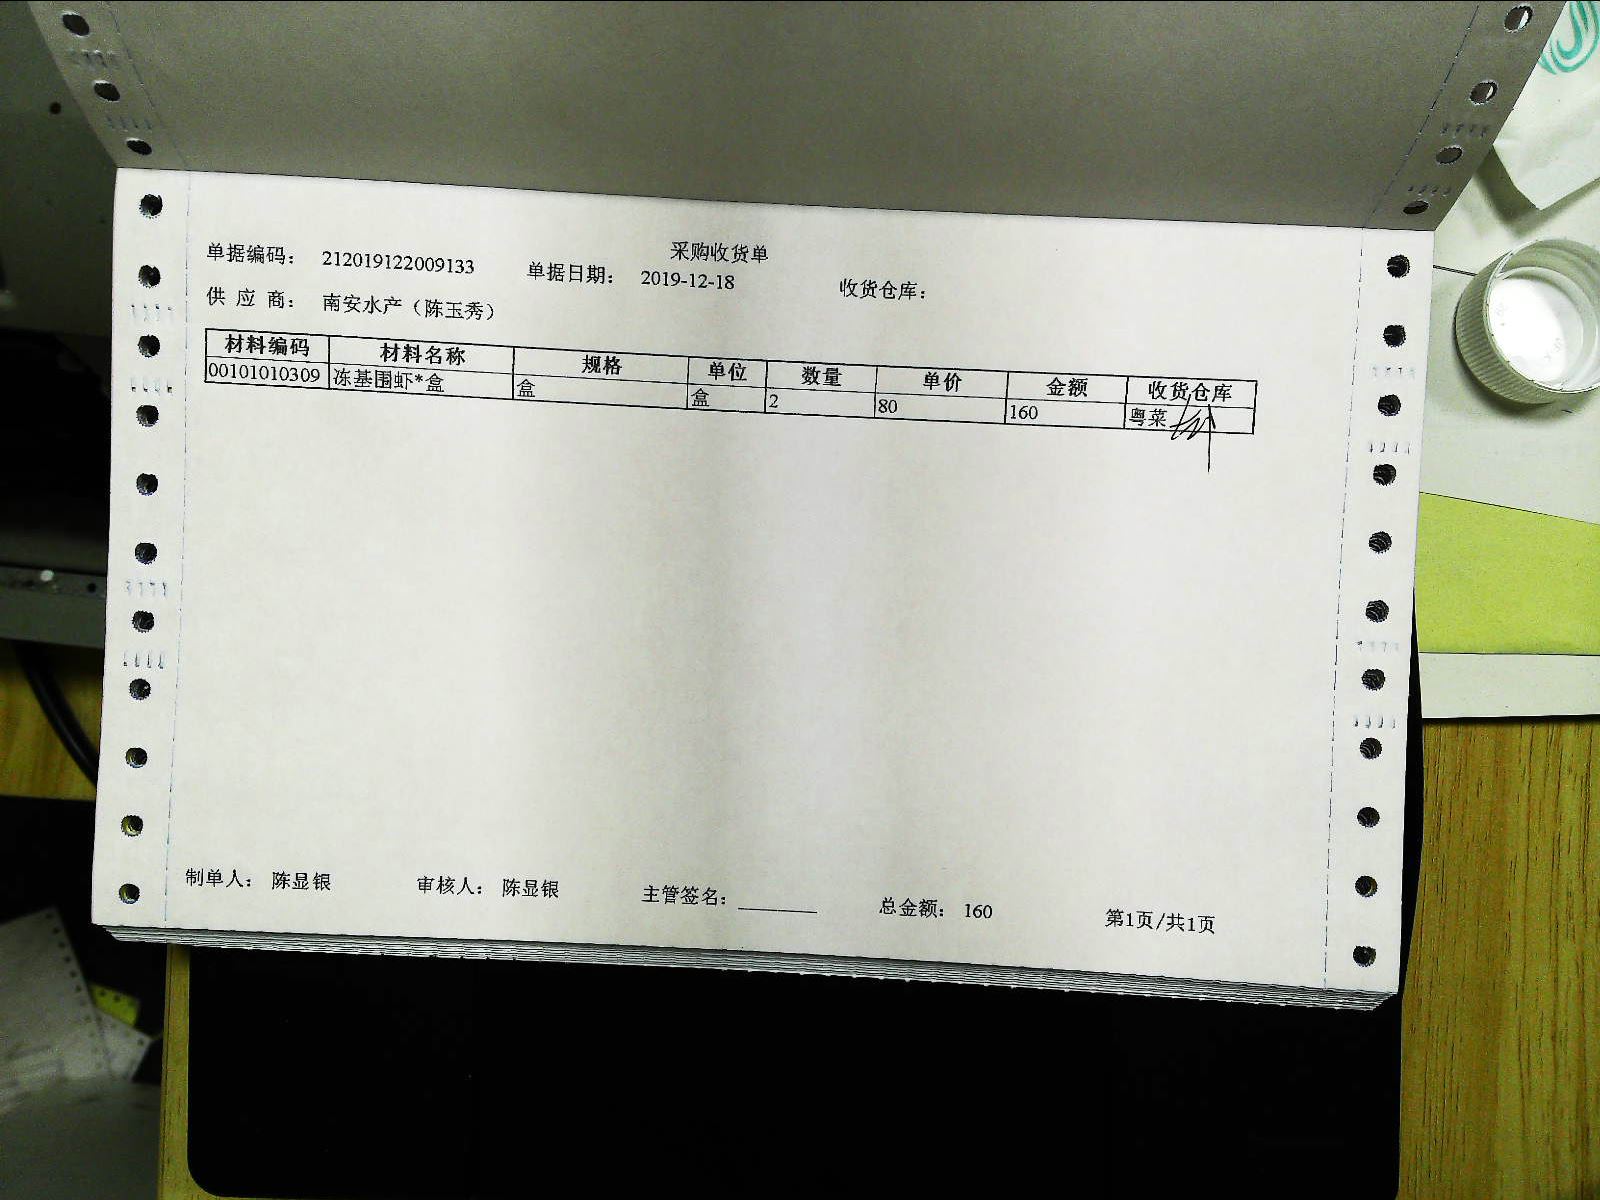 采购收货单
单据编码： 212019122009133 单据日期： 2019-12-18 收货仓库：
供 应 商： 南安水产（陈玉秀）
材料编码 材料名称 规格 单位 数量 单价 金额 收货仓库
00101010309 冻基围虾*盒 盒 盒 2 80 160 粤菜
制单人： 陈显银 审核人： 陈显银 主管签名：________ 总金额： 160 第1页/共1页